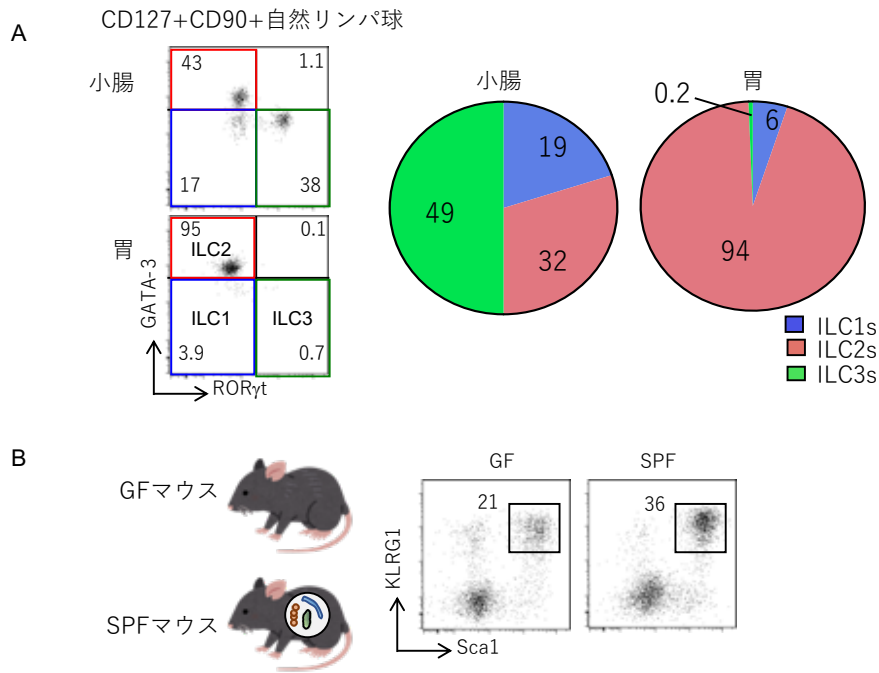 A
CD127+CD90+自然リンパ球
小腸
43
1.1
17
38
胃
95
ILC2
0.1
ILC1
ILC3
3.9
0.7
GATA-3
RORγt
小腸
19
49
32
胃
0.2
6
94
ILC1s
ILC2s
ILC3s
B
GFマウス
SPFマウス
GF
SPF
21
36
KLRG1
Sca1